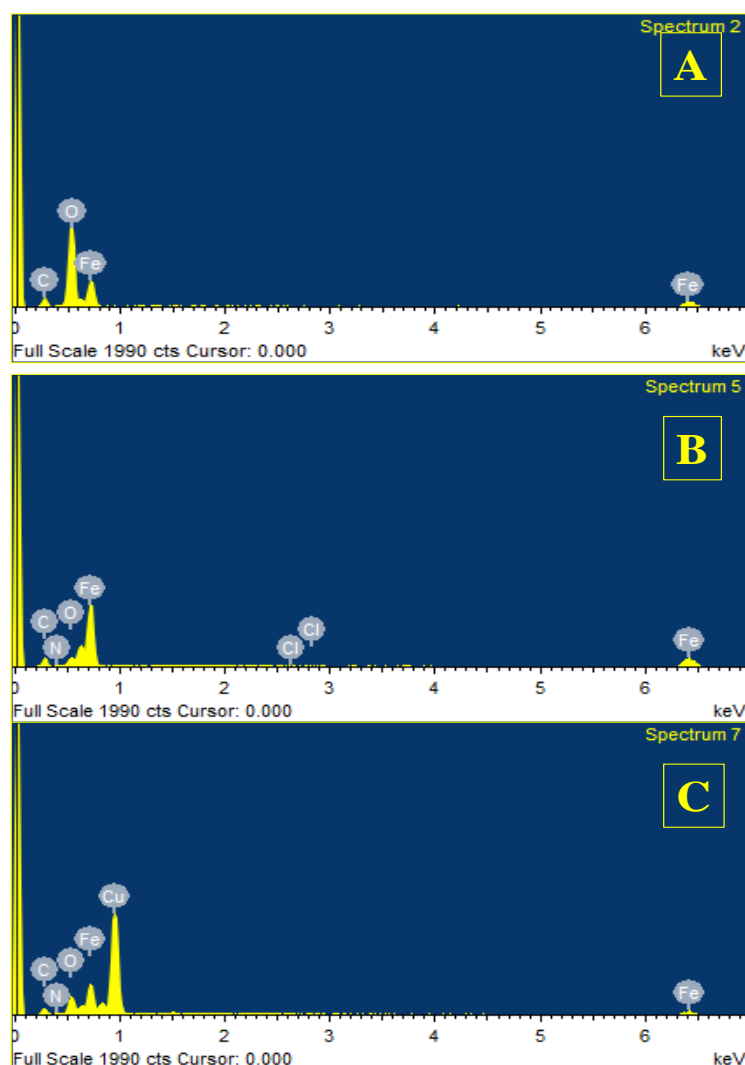 Spectrum 2
A
O
Fe
C
Fe
0 1 2 3 4 5 6
Full Scale 1990 cts Cursor: 0.000 keV
Spectrum 5
B
Fe
O
C
Cl
N
Cl
Fe
0 1 2 3 4 5 6
Full Scale 1990 cts Cursor: 0.000 keV
Spectrum 7
C
Cu
Fe
O
C
N
Fe
0 1 2 3 4 5 6
Full Scale 1990 cts Cursor: 0.000 keV